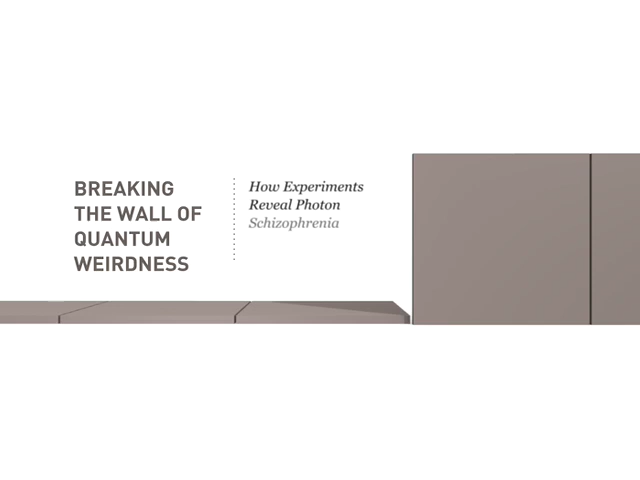 BREAKING
THE WALL OF
QUANTUM
WEIRDNESS
How Experiments
Reveal Photon
Schizophrenia